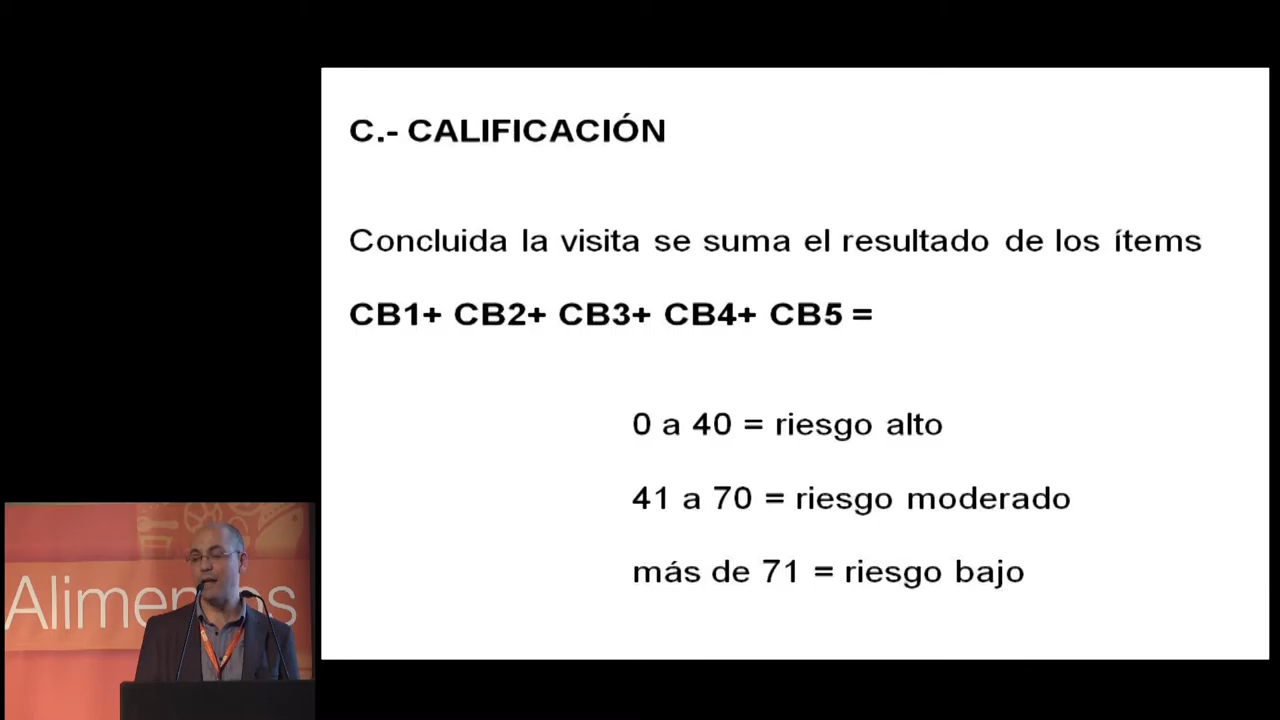 C.- CALIFICACIÓN
Concluida la visita se suma el resultado de los ítems
CB1+ CB2+ CB3+ CB4+ CB5 =
0 a 40 = riesgo alto
41 a 70 = riesgo moderado
más de 71 = riesgo bajo
Alimentos